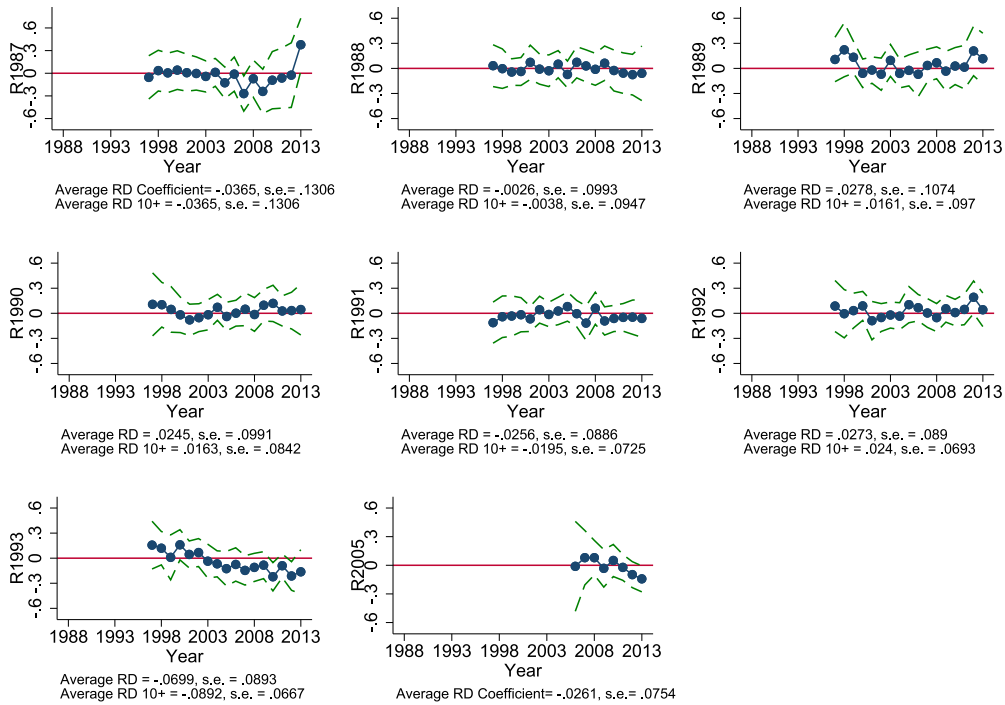 R1987
.6
.3
0
-.3
-.6
1988 1993 1998 2003 2008 2013
Year
Average RD Coefficient= -.0365, s.e.= .1306
Average RD 10+ = -.0365, s.e.= .1306
R1988
.6
.3
0
-.3
-.6
1988 1993 1998 2003 2008 2013
Year
Average RD = -.0026, s.e. = .0993
Average RD 10+ = -.0038, s.e. = .0947
R1989
.6
.3
0
-.3
-.6
1988 1993 1998 2003 2008 2013
Year
Average RD = .0278, s.e. = .1074
Average RD 10+ = .0161, s.e. = .097
R1990
.6
.3
0
-.3
-.6
1988 1993 1998 2003 2008 2013
Year
Average RD = .0245, s.e. = .0991
Average RD 10+ = .0163, s.e. = .0842
R1991
.6
.3
0
-.3
-.6
1988 1993 1998 2003 2008 2013
Year
Average RD = -.0256, s.e. = .0886
Average RD 10+ = -.0195, s.e. = .0725
R1992
.6
.3
0
-.3
-.6
1988 1993 1998 2003 2008 2013
Year
Average RD = .0273, s.e. = .089
Average RD 10+ = .024, s.e. = .0693
R1993
.6
.3
0
-.3
-.6
1988 1993 1998 2003 2008 2013
Year
Average RD = -.0699, s.e. = .0893
Average RD 10+ = -.0892, s.e. = .0667
R2005
.6
.3
0
-.3
-.6
1988 1993 1998 2003 2008 2013
Year
Average RD Coefficient= -.0261, s.e.= .0754